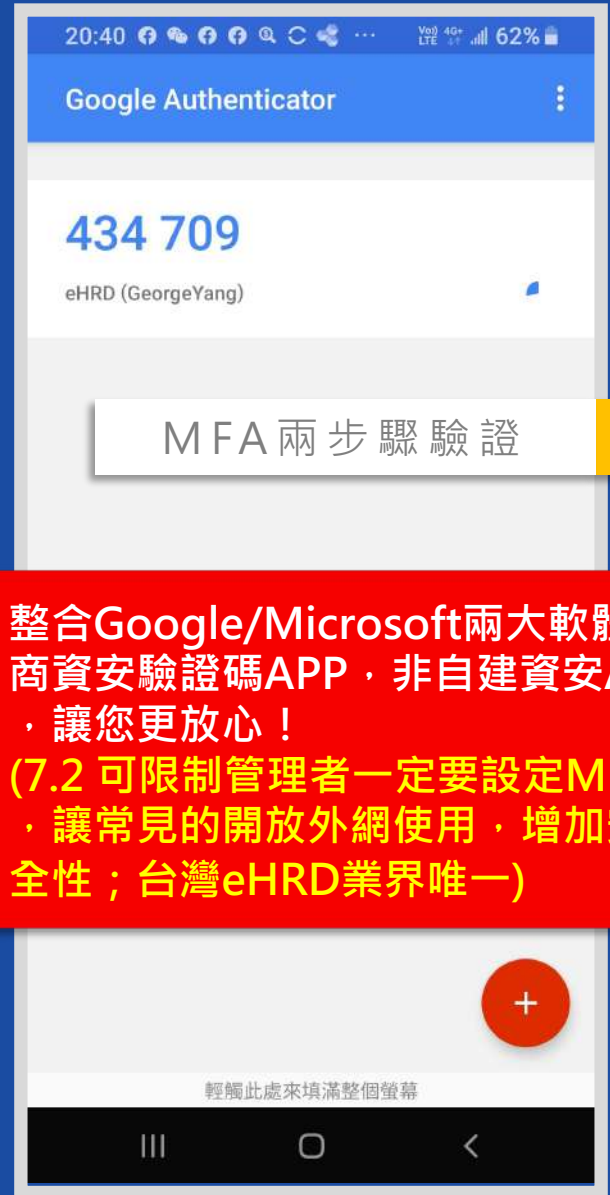 20:40 ··· Vo)) LTE 4G+ 62%
Google Authenticator
434 709
eHRD (GeorgeYang)
MFA兩步驟驗證
整合Google/Microsoft兩大軟
商資安驗證碼APP，非自建資安
，讓您更放心！
(7.2 可限制管理者一定要設定M
，讓常見的開放外網使用，增加
全性；台灣eHRD業界唯一)
+
輕觸此處來填滿整個螢幕